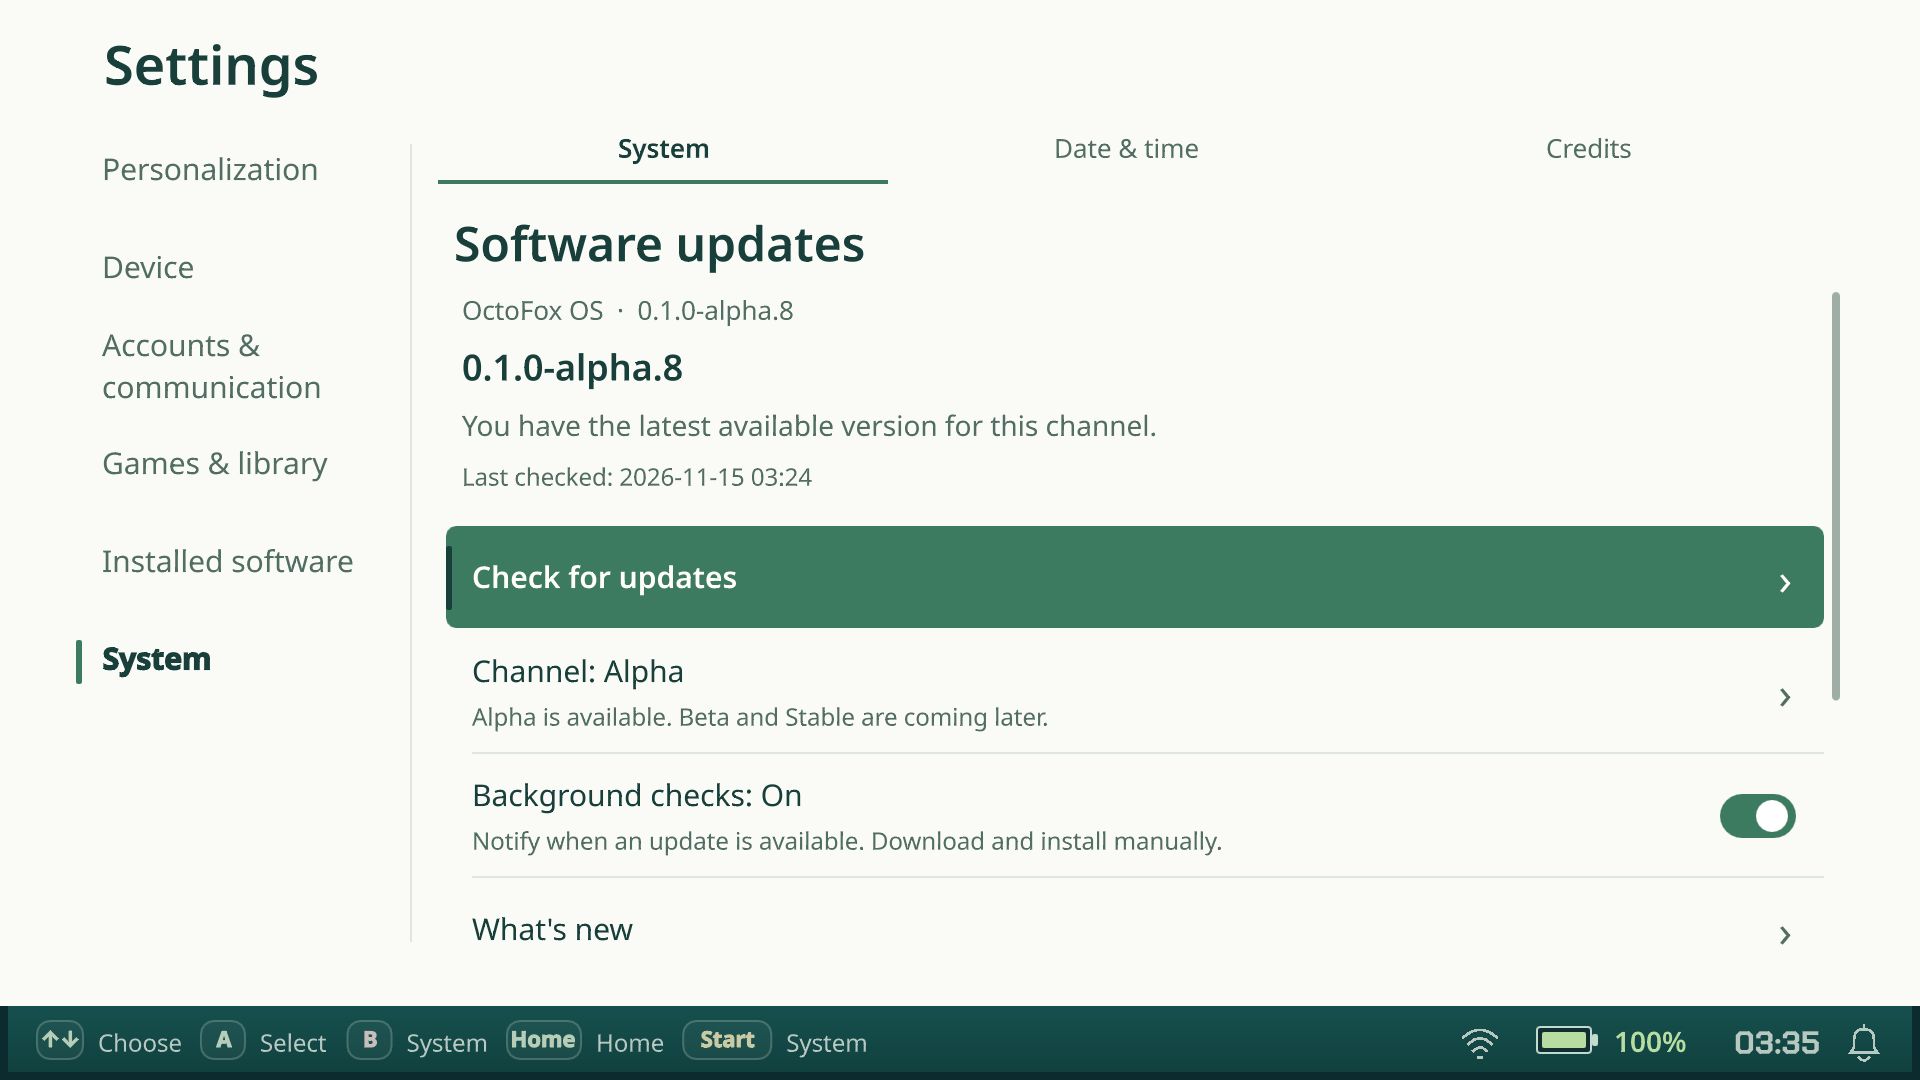 Settings
Personalization
Device
Accounts &
communication
Games & library
Installed software
System
System
Date & time
Credits
Software updates
OctoFox OS · 0.1.0-alpha.8
0.1.0-alpha.8
You have the latest available version for this channel.
Last checked: 2026-11-15 03:24
Check for updates
Channel: Alpha
Alpha is available. Beta and Stable are coming later.
Background checks: On
Notify when an update is available. Download and install manually.
What's new
↑↓ Choose A Select B System Home Home Start System 100% 03:35